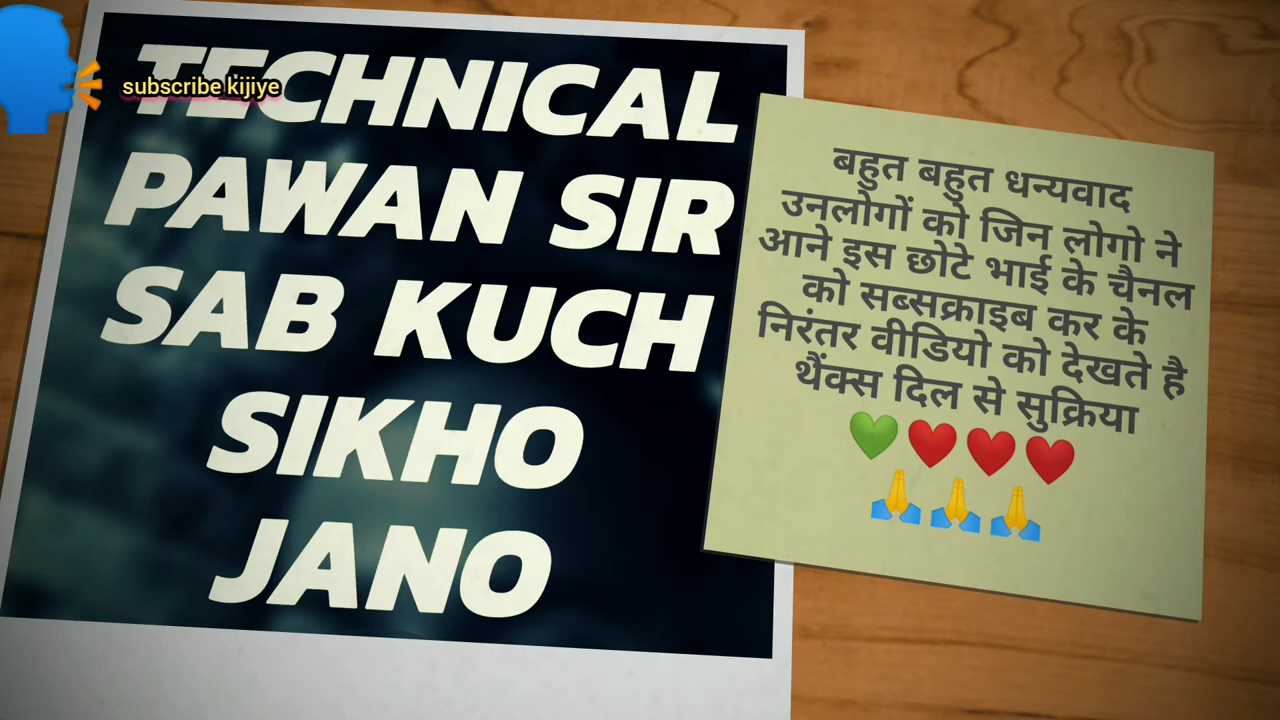 subscribe kijiye
TECHNICAL
PAWAN SIR
SAB KUCH
SIKHO
JANO
बहुत बहुत धन्यवाद
उनलोगों को जिन लोगो ने
आने इस छोटे भाई के चैनल
को सब्सक्राइब कर के
निरंतर वीडियो को देखते है
थैंक्स दिल से सुक्रिया
💚❤️❤️❤️
🙏🙏🙏